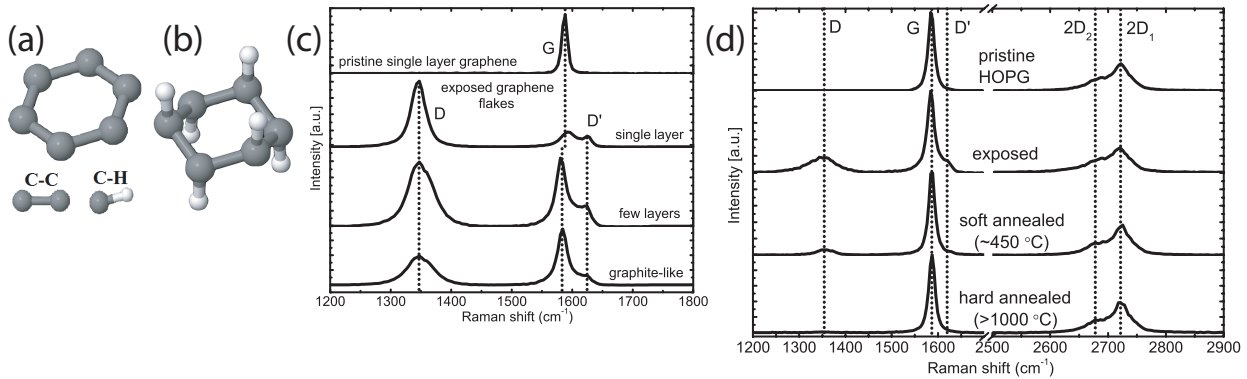 (a)
(b)
C-C
C-H
(c)
G
pristine single layer graphene
exposed graphene
flakes
D
D'
single layer
few layers
graphite-like
Intensity [a.u.]
1200 1300 1400 1500 1600 1700 1800
Raman shift (cm⁻¹)
(d)
D
G
D'
2D₂
2D₁
pristine
HOPG
exposed
soft annealed
(~450 °C)
hard annealed
(>1000 °C)
Intensity [a.u.]
1200 1300 1400 1500 1600 2500 2600 2700 2800 2900
Raman shift (cm⁻¹)